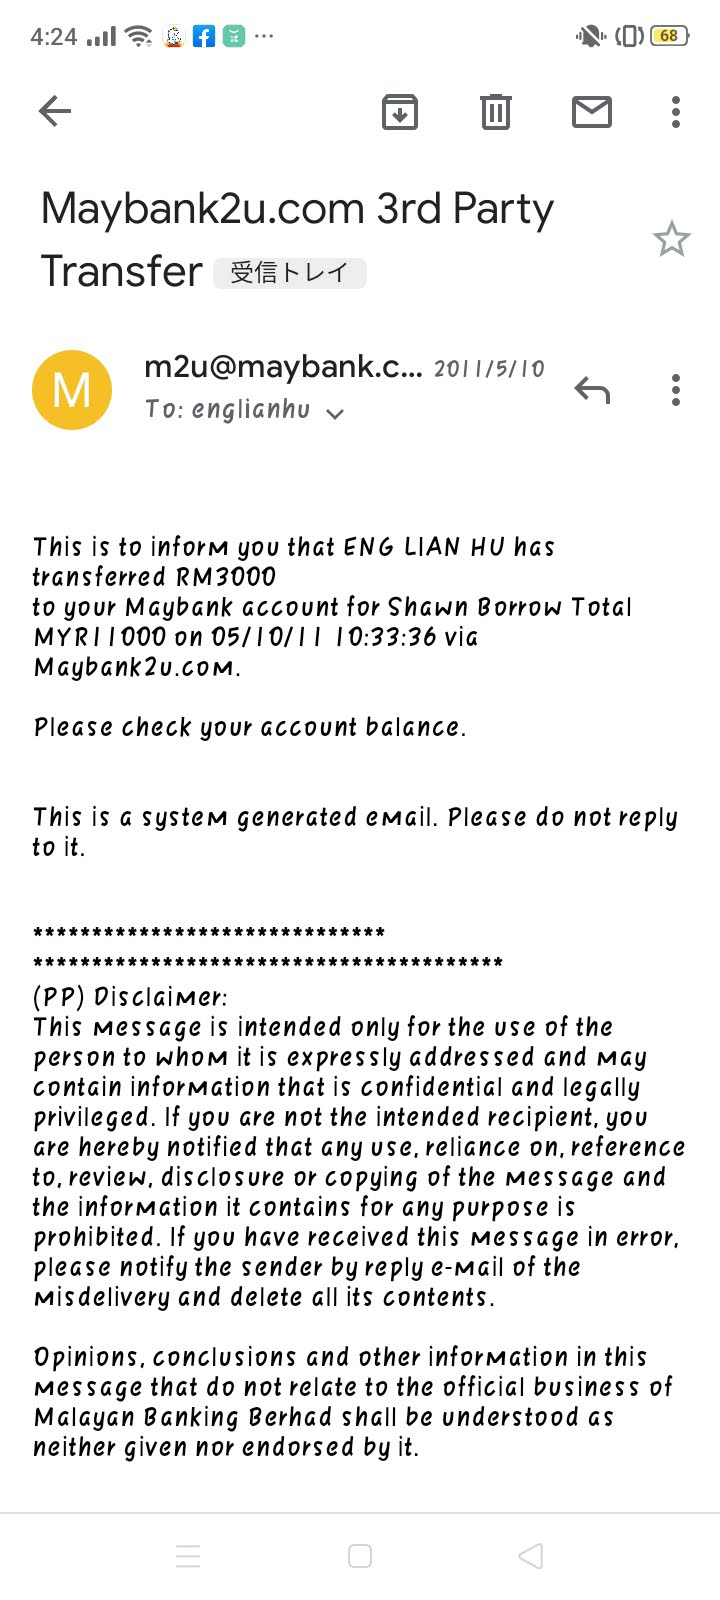 4:24
68
Maybank2u.com 3rd Party
Transfer 受信トレイ
M
m2u@maybank.c... 2011/5/10
To: englianhu
This is to inform you that ENG LIAN HU has
transferred RM3000
to your Maybank account for Shawn Borrow Total
MYR11000 on 05/10/11 10:33:36 via
Maybank2u.com.
Please check your account balance.
This is a system generated email. Please do not reply
to it.
******************************
****************************************
(PP) Disclaimer:
This message is intended only for the use of the
person to whom it is expressly addressed and may
contain information that is confidential and legally
privileged. If you are not the intended recipient, you
are hereby notified that any use, reliance on, reference
to, review, disclosure or copying of the message and
the information it contains for any purpose is
prohibited. If you have received this message in error,
please notify the sender by reply e-mail of the
misdelivery and delete all its contents.
Opinions, conclusions and other information in this
message that do not relate to the official business of
Malayan Banking Berhad shall be understood as
neither given nor endorsed by it.